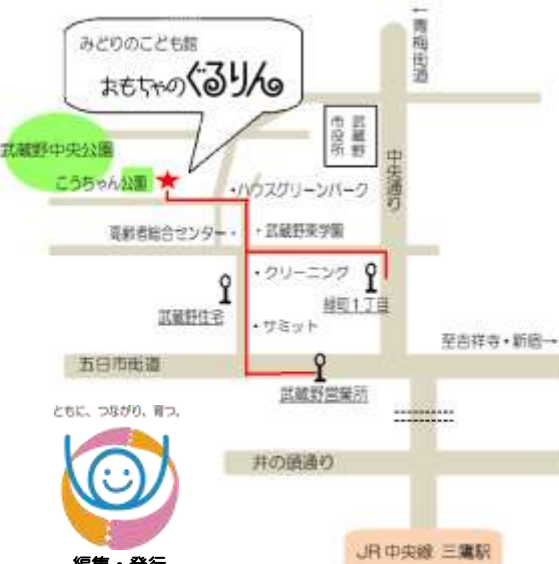 みどりのこども館
おもちゃのぐるりん
←青梅街道
武蔵野中央公園
こうちゃん公園
武蔵野
市役所
中央通り
・ハウスグリーンパーク
高齢者総合センター・
・武蔵野東学園
・クリーニング
緑町1丁目
武蔵野住宅
・サミット
至吉祥寺・新宿→
五日市街道
武蔵野営業所
ともに、つながり、育つ。
井の頭通り
JR中央線 三鷹駅
編集・発行